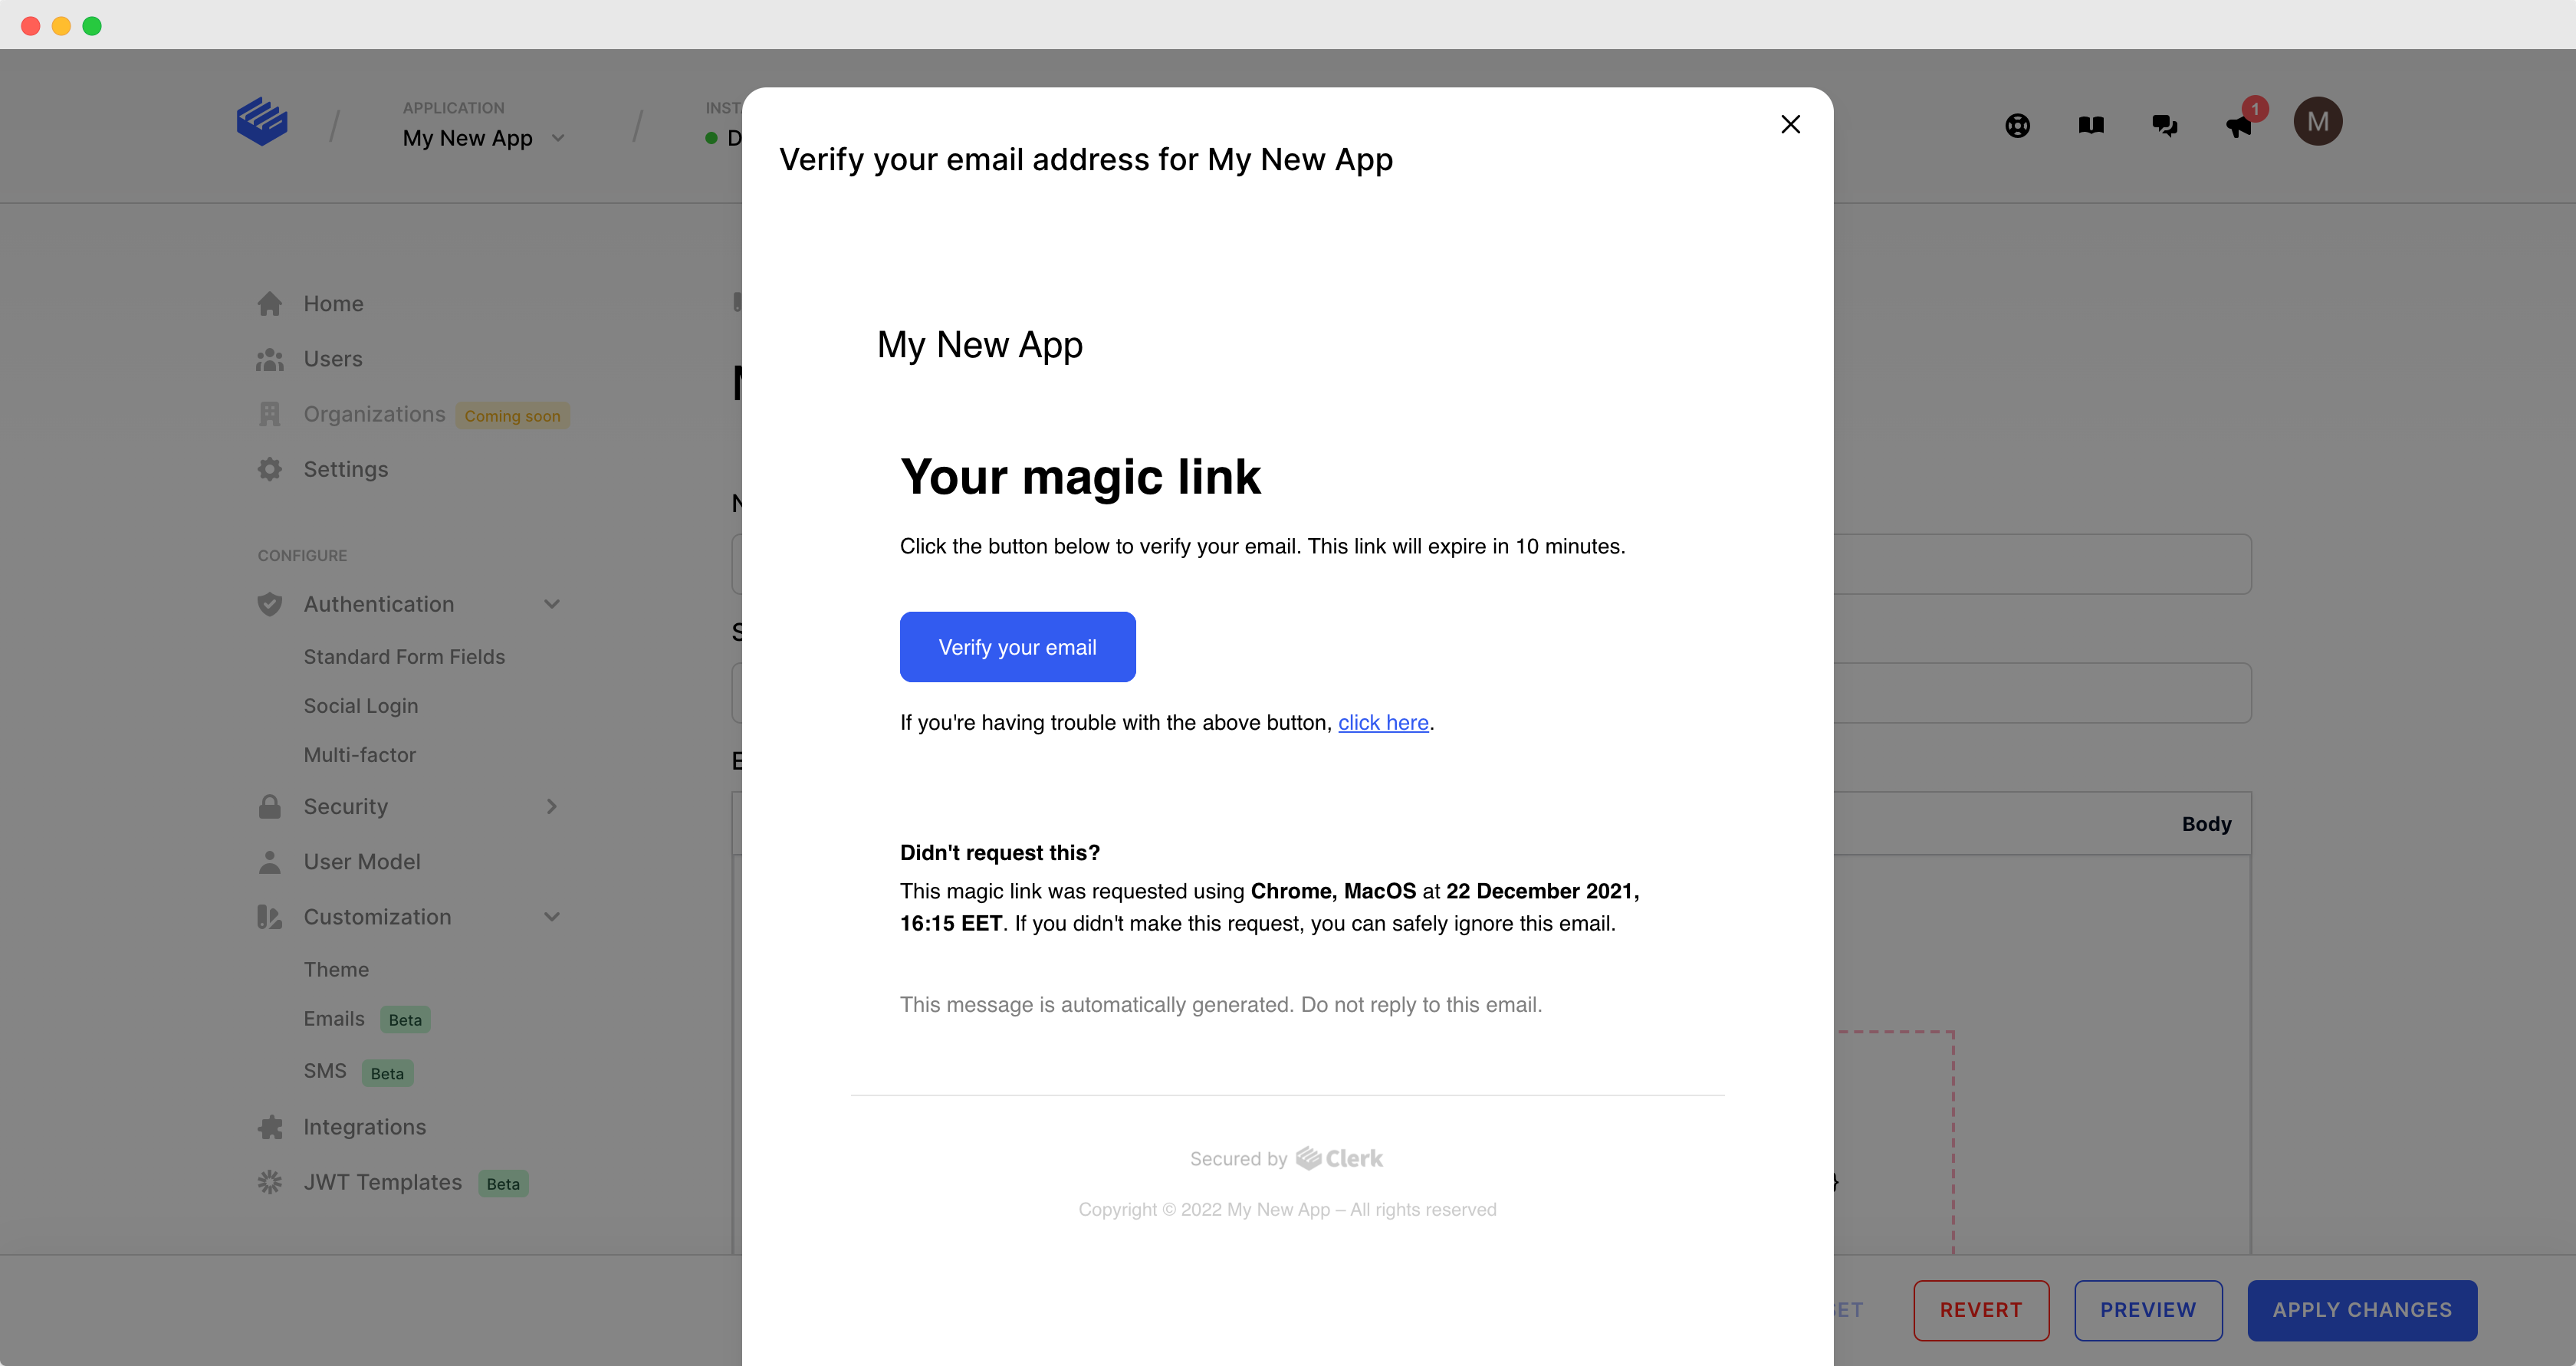 APPLICATION
My New App
1
M
Verify your email address for My New App
Home
Users
Organizations Coming soon
Settings
CONFIGURE
Authentication
Standard Form Fields
Social Login
Multi-factor
Security
User Model
Customization
Theme
Emails Beta
SMS Beta
Integrations
JWT Templates Beta
My New App
Your magic link
Click the button below to verify your email. This link will expire in 10 minutes.
Verify your email
If you're having trouble with the above button, click here.
Didn't request this?
This magic link was requested using Chrome, MacOS at 22 December 2021,
16:15 EET. If you didn't make this request, you can safely ignore this email.
This message is automatically generated. Do not reply to this email.
Secured by Clerk
Copyright © 2022 My New App – All rights reserved
Body
REVERT
PREVIEW
APPLY CHANGES